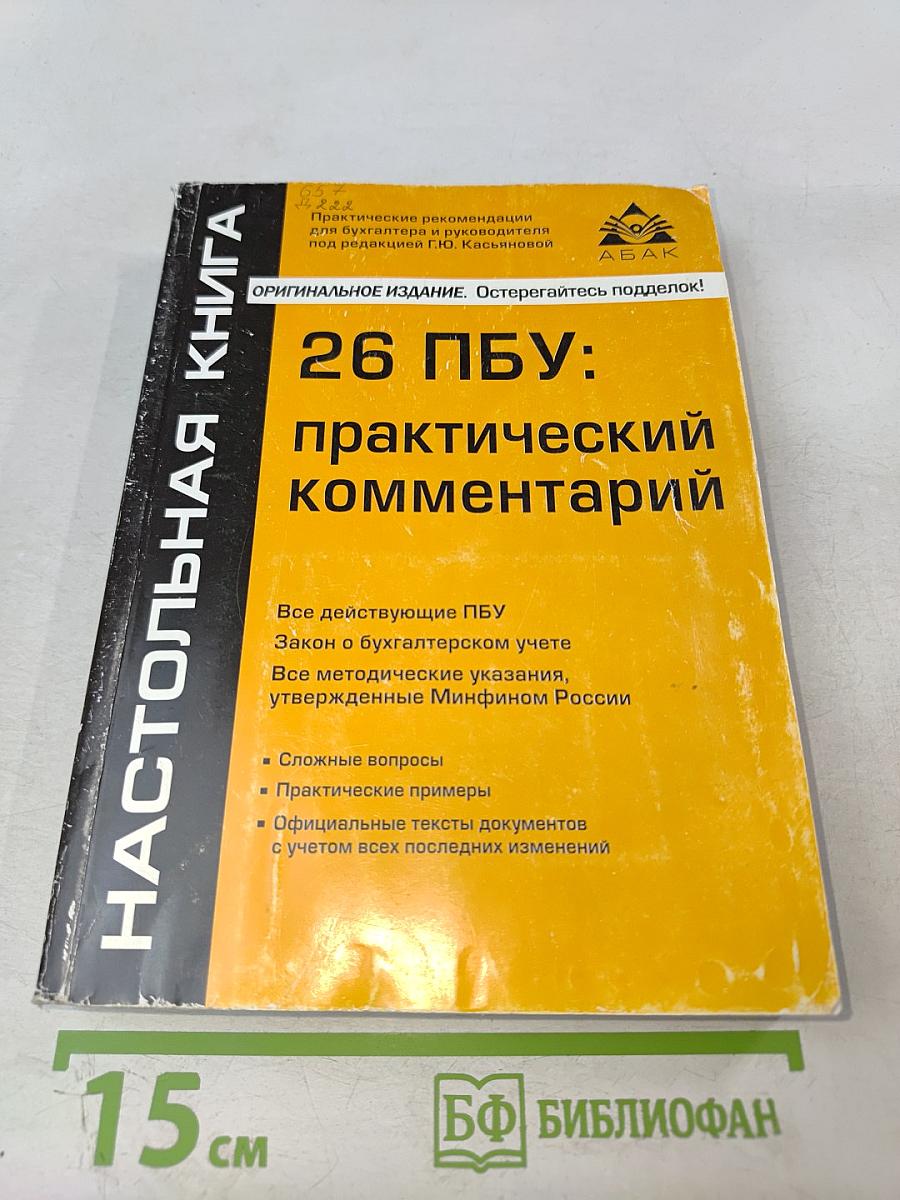 657
Д 222
Практические рекомендации
для бухгалтера и руководителя
под редакцией Г.Ю. Касьяновой
АБАК
ОРИГИНАЛЬНОЕ ИЗДАНИЕ. Остерегайтесь подделок!
НАСТОЛЬНАЯ КНИГА
26 ПБУ:
практический
комментарий
Все действующие ПБУ
Закон о бухгалтерском учете
Все методические указания,
утвержденные Минфином России
▪ Сложные вопросы
▪ Практические примеры
▪ Официальные тексты документов
с учетом всех последних изменений
15 см
БФ БИБЛИОФАН